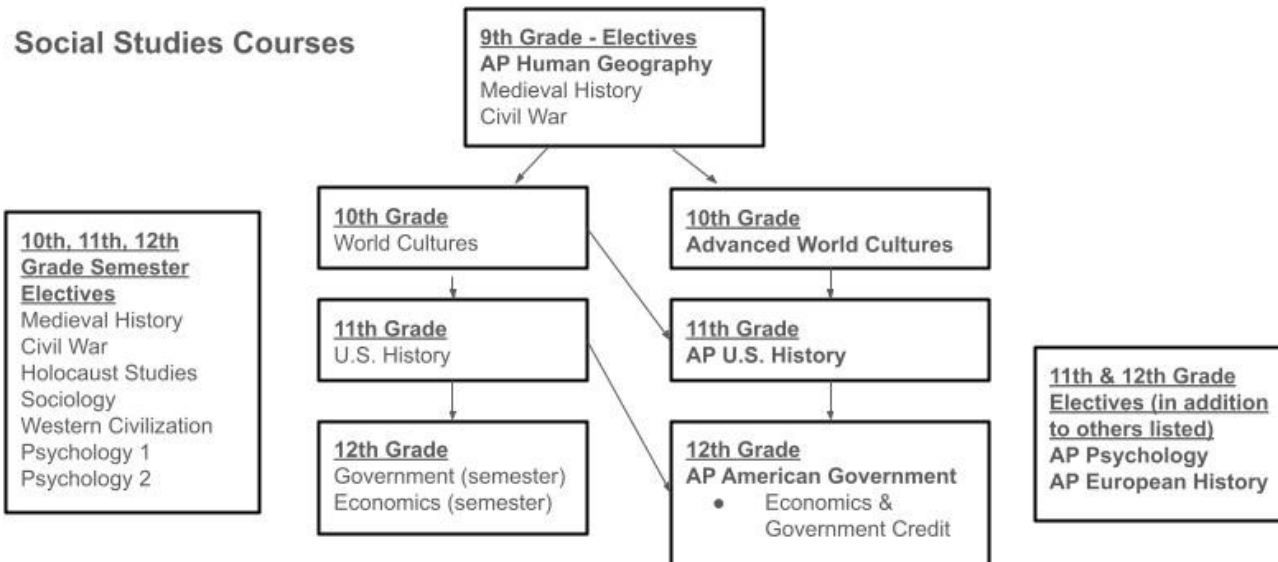 Social Studies Courses
9th Grade - Electives
AP Human Geography
Medieval History
Civil War
10th Grade
World Cultures
10th Grade
Advanced World Cultures
10th, 11th, 12th
Grade Semester
Electives
Medieval History
Civil War
Holocaust Studies
Sociology
Western Civilization
Psychology 1
Psychology 2
11th Grade
U.S. History
11th Grade
AP U.S. History
11th & 12th Grade
Electives (in addition
to others listed)
AP Psychology
AP European History
12th Grade
Government (semester)
Economics (semester)
12th Grade
AP American Government
● Economics &
Government Credit